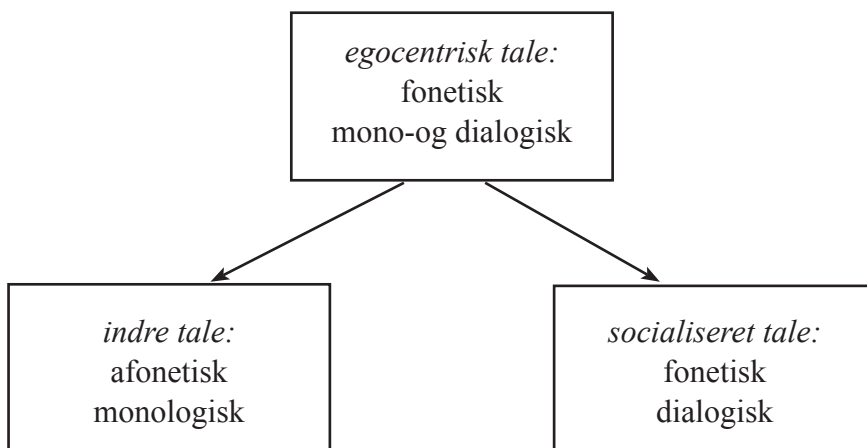 egocentrisk tale:
fonetisk
mono-og dialogisk
indre tale:
afonetisk
monologisk
socialiseret tale:
fonetisk
dialogisk